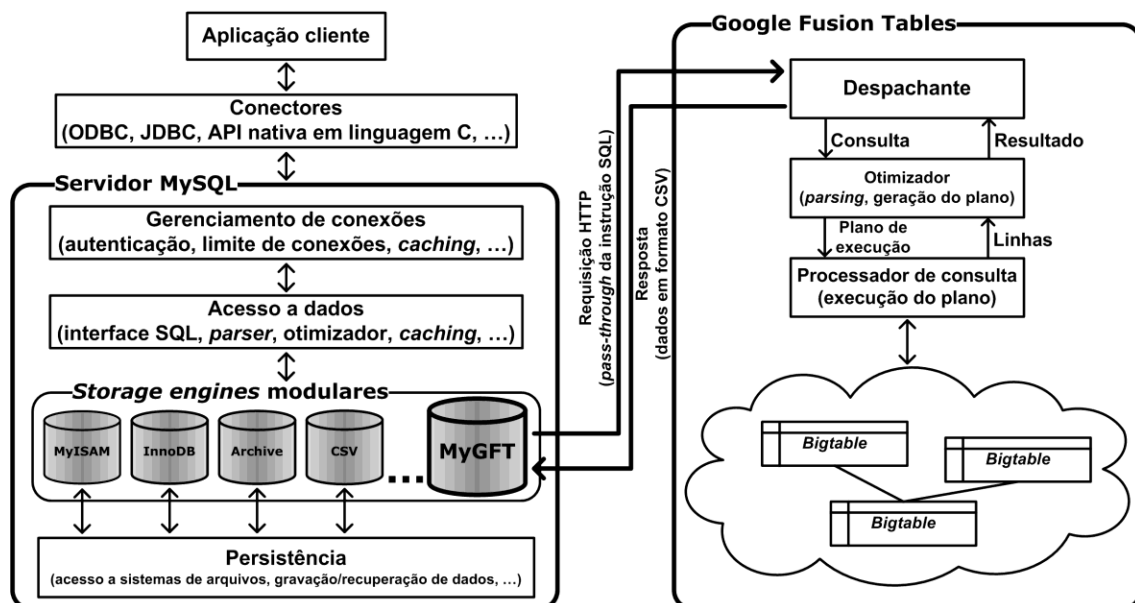 Aplicação cliente
Conectores
(ODBC, JDBC, API nativa em linguagem C, ...)
Servidor MySQL
Gerenciamento de conexões
(autenticação, limite de conexões, caching, ...)
Acesso a dados
(interface SQL, parser, otimizador, caching, ...)
Storage engines modulares
MyISAM
InnoDB
Archive
CSV
...
MyGFT
Persistência
(acesso a sistemas de arquivos, gravação/recuperação de dados, ...)
Requisição HTTP
(pass-through da instrução SQL)
Resposta
(dados em formato CSV)
Google Fusion Tables
Despachante
Consulta
Resultado
Otimizador
(parsing, geração do plano)
Plano de
execução
Linhas
Processador de consulta
(execução do plano)
Bigtable
Bigtable
Bigtable